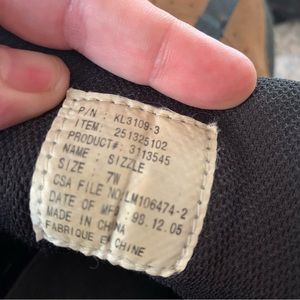 P/N KL3109-3
ITEM: 251325102
PRODUCT#: 3113545
NAME SIZZLE
SIZE: 7W
CSA FILE NO:LM106474-2
DATE OF MFT:98.12.05
MADE IN CHINA
FABRIQUE EN CHINE